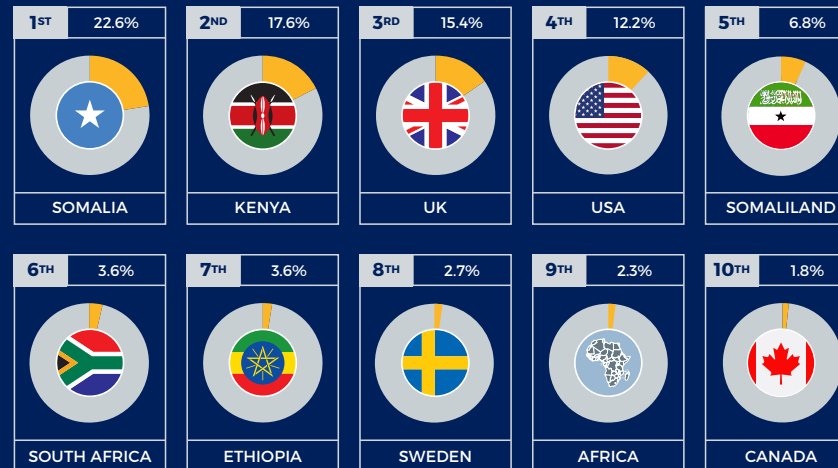 1ST 22.6%
2ND 17.6%
3RD 15.4%
4TH 12.2%
5TH 6.8%
SOMALIA
KENYA
UK
USA
SOMALILAND
6TH 3.6%
7TH 3.6%
8TH 2.7%
9TH 2.3%
10TH 1.8%
SOUTH AFRICA
ETHIOPIA
SWEDEN
AFRICA
CANADA